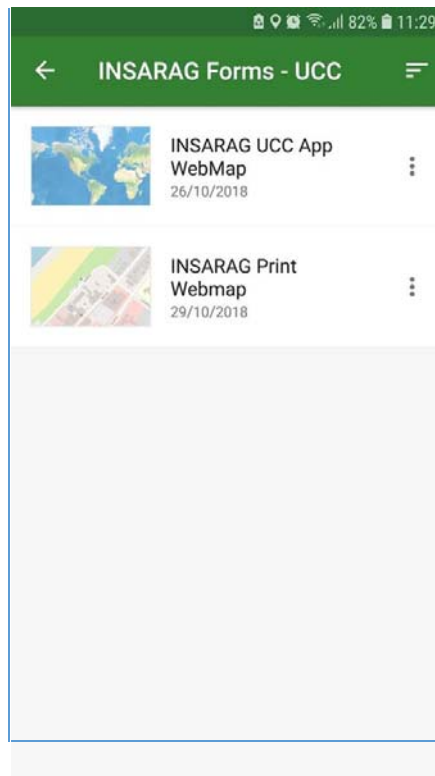 82% 11:29
INSARAG Forms - UCC
INSARAG UCC App
WebMap
26/10/2018
INSARAG Print
Webmap
29/10/2018